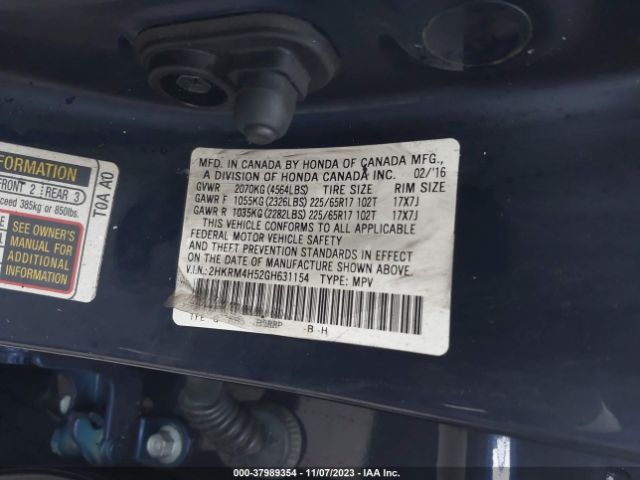 MFD. IN CANADA BY HONDA OF CANADA MFG.,
A DIVISION OF HONDA CANADA INC. 02/'16
GVWR 2070KG (4564LBS) TIRE SIZE RIM SIZE
GAWR F 1055KG (2326LBS) 225/65R17 102T 17X7J
GAWR R 1035KG (2282LBS) 225/65R17 102T 17X7J
THIS VEHICLE CONFORMS TO ALL APPLICABLE
FEDERAL MOTOR VEHICLE SAFETY
AND THEFT PREVENTION STANDARDS IN EFFECT
ON THE DATE OF MANUFACTURE SHOWN ABOVE.
V.I.N.: 2HKRM4H52GH631154 TYPE: MPV
B-H
FORMATION
FRONT 2 REAR 3
ceed 385kg or 850lbs.
SEE OWNER'S
MANUAL FOR
ADDITIONAL
INFORMATION
T0A A0
000-37989354 | 11/07/2023 | IAA Inc.